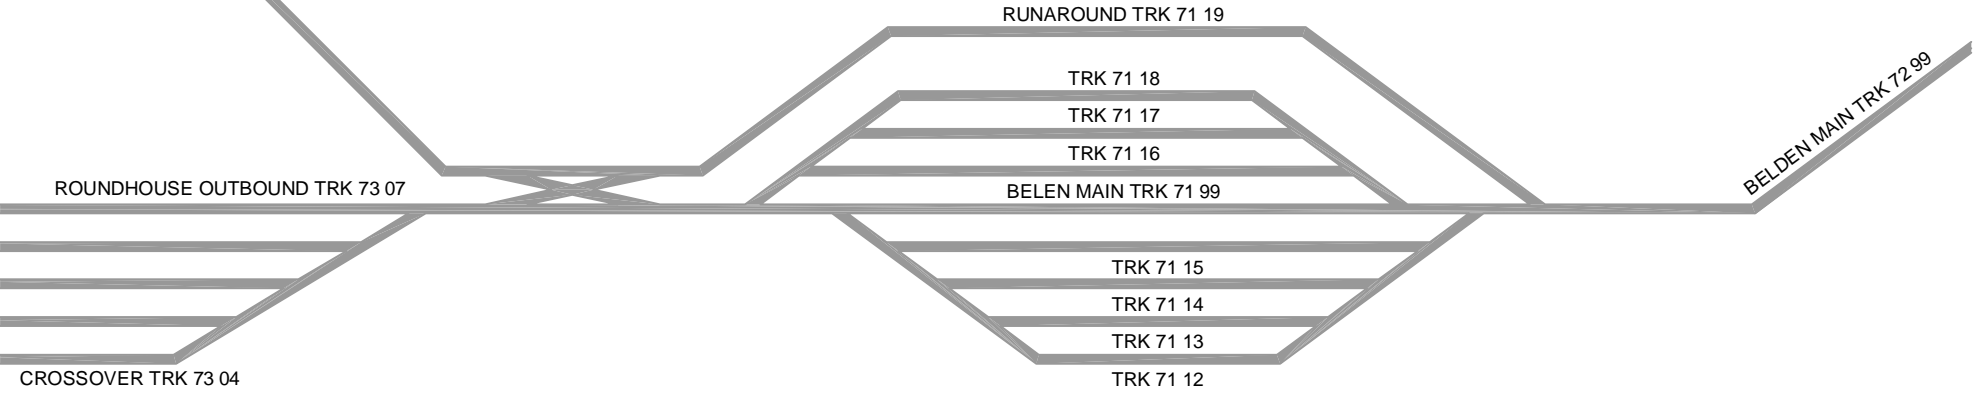 RUNAROUND TRK 71 19
TRK 71 18
BELDEN MAIN TRK 72 99
TRK 71 17
TRK 71 16
ROUNDHOUSE OUTBOUND TRK 73 07
BELEN MAIN TRK 71 99
TRK 71 15
TRK 71 14
TRK 71 13
CROSSOVER TRK 73 04
TRK 71 12